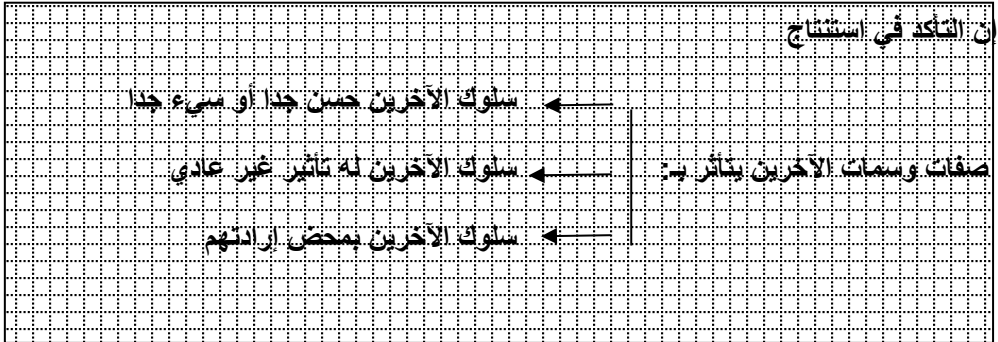 إن التأكد في استنتاج
سلوك الآخرين حسن جدا أو سيء جدا
صفات وسمات الآخرين يتأثر بـ: سلوك الآخرين له تأثير غير عادي
سلوك الآخرين بمحض إرادتهم